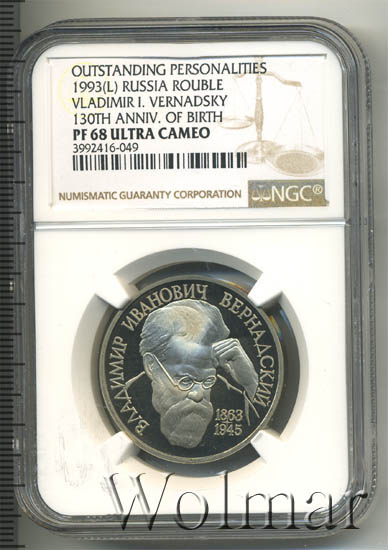 OUTSTANDING PERSONALITIES
1993(L) RUSSIA ROUBLE
VLADIMIR I. VERNADSKY
130TH ANNIV. OF BIRTH
PF 68 ULTRA CAMEO
3992416-049
NUMISMATIC GUARANTY CORPORATION
NGC®
ВЛАДИМИР ИВАНОВИЧ ВЕРНАДСКИЙ
1863
1945
Wolmar